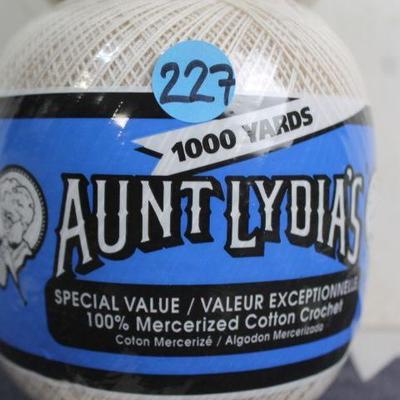 227
1000 YARDS
AUNT LYDIA'S
SPECIAL VALUE / VALEUR EXCEPTIONNELLE
100% Mercerized Cotton Crochet
Coton Mercerizé / Algodon Mercerizado